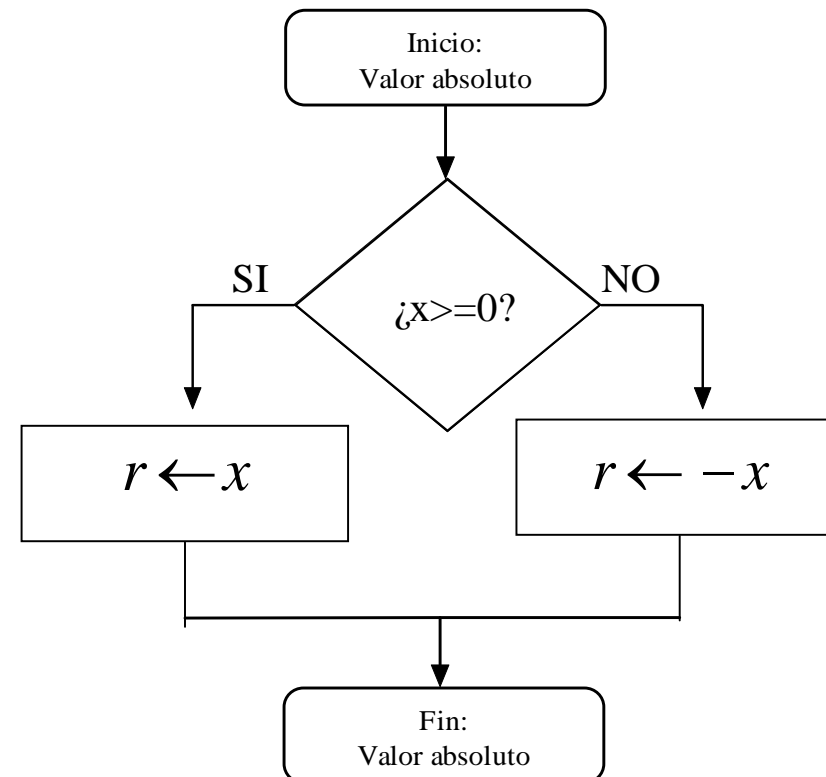 Inicio:
Valor absoluto
SI
NO
¿x>=0?
r ← x
r ← −x
Fin:
Valor absoluto